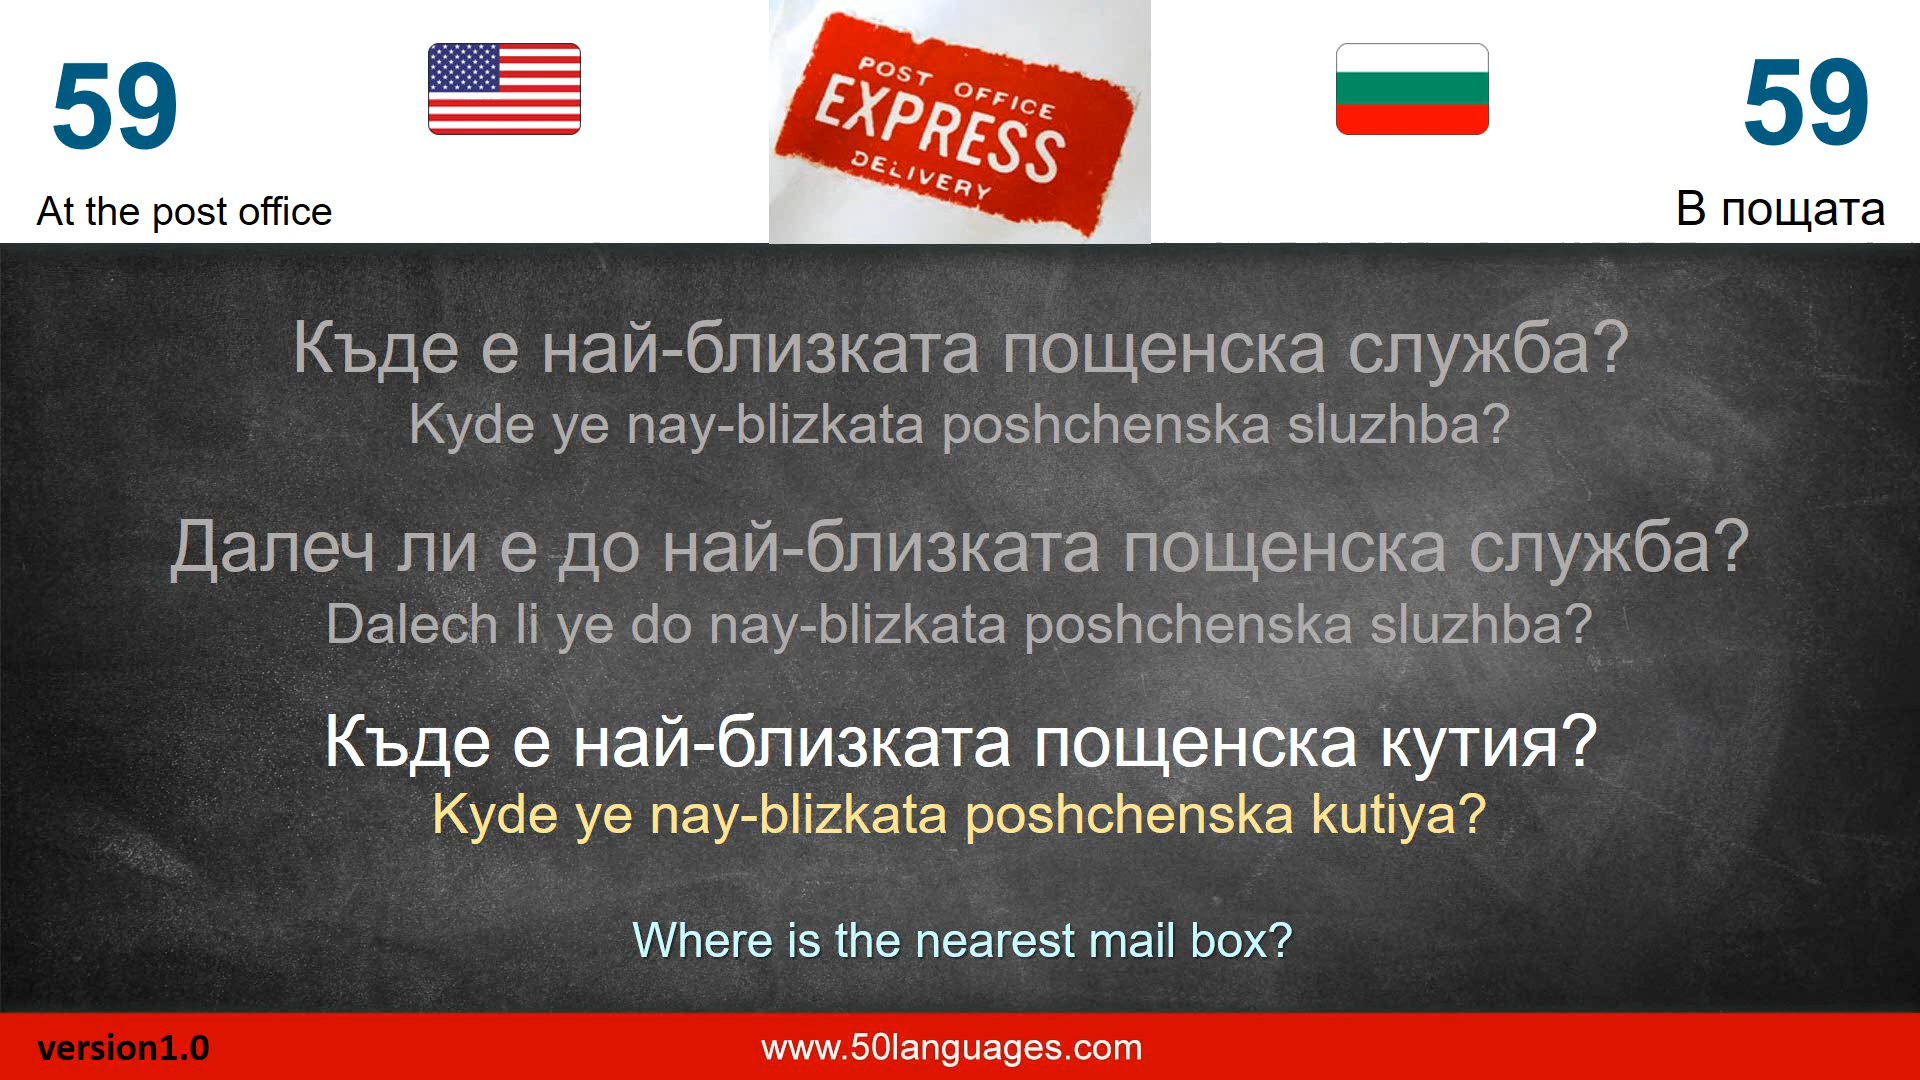 59
59
At the post office
POST OFFICE
EXPRESS
DELIVERY
В пощата
Къде е най-близката пощенска служба?
Kyde ye nay-blizkata poshchenska sluzhba?
Далеч ли е до най-близката пощенска служба?
Dalech li ye do nay-blizkata poshchenska sluzhba?
Къде е най-близката пощенска кутия?
Kyde ye nay-blizkata poshchenska kutiya?
Where is the nearest mail box?
version1.0
www.50languages.com